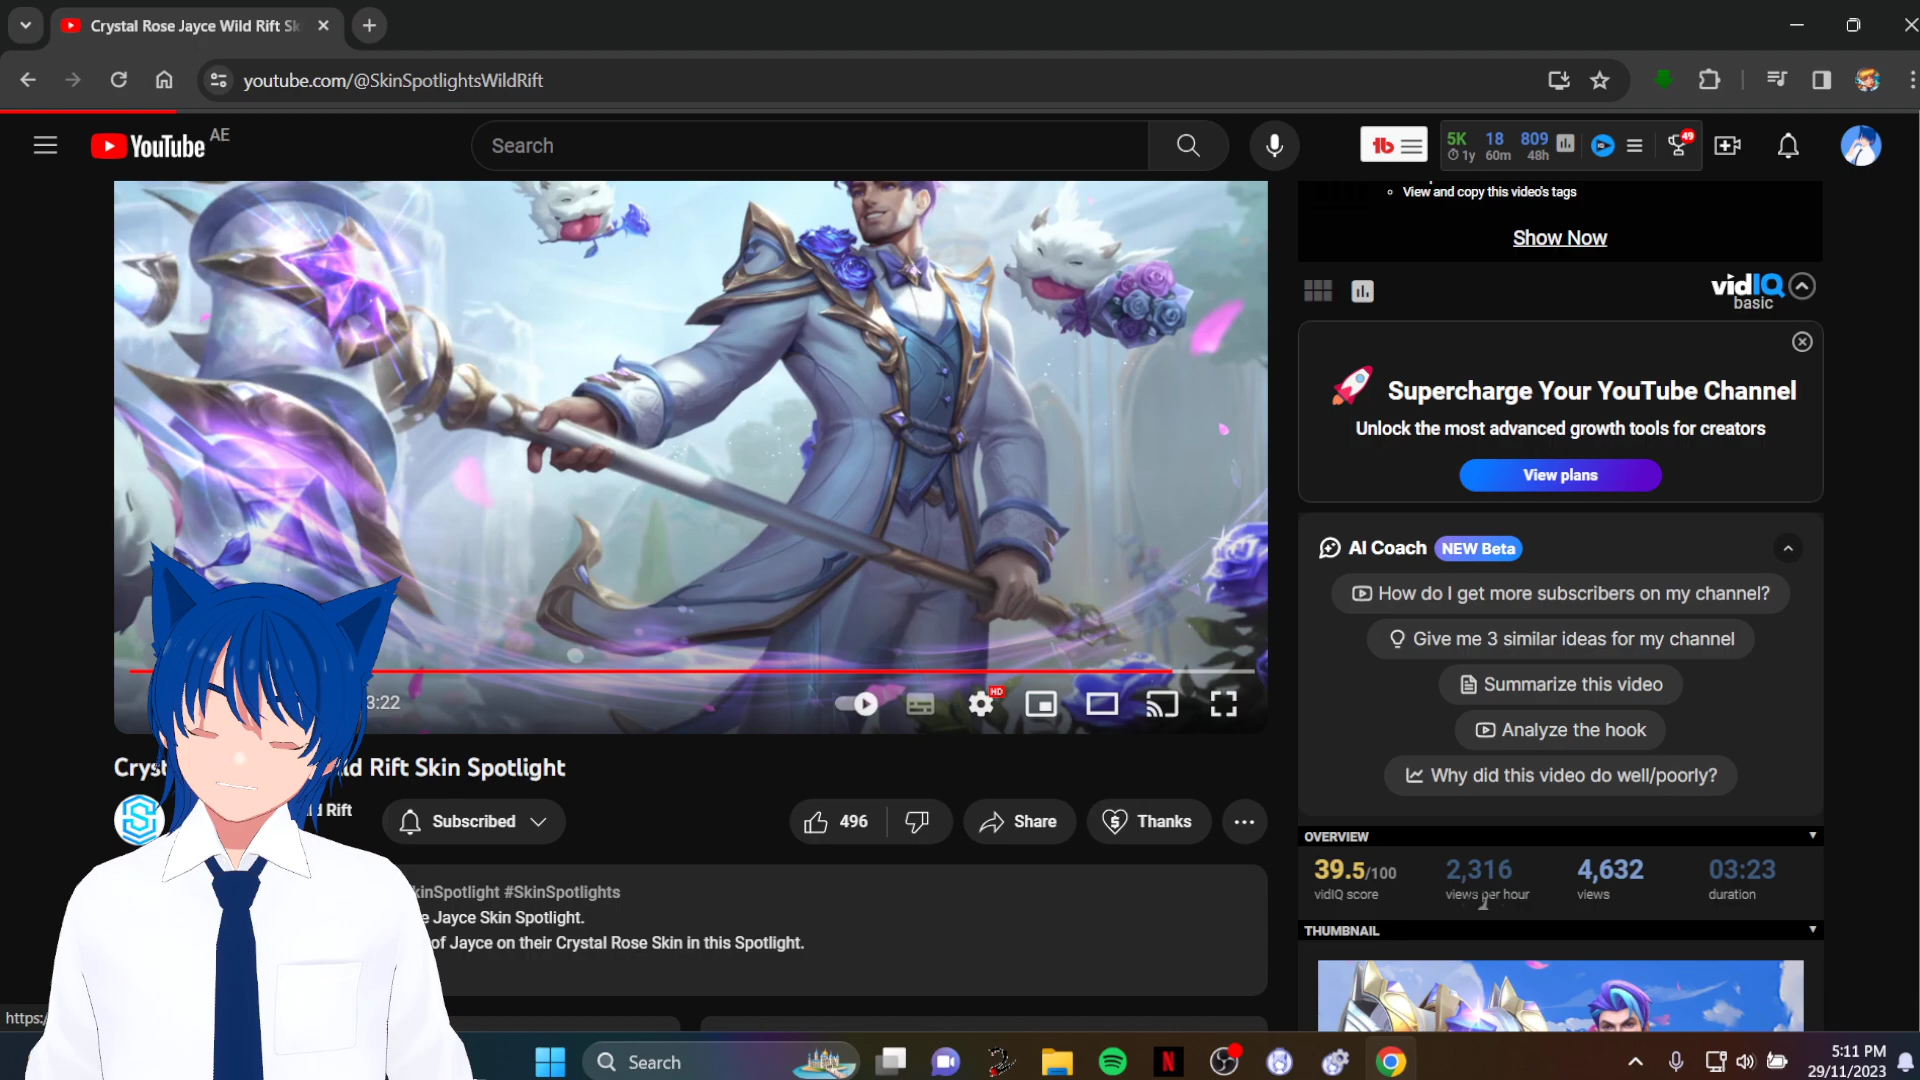 Crystal Rose Jayce Wild Rift Sk
youtube.com/@SkinSpotlightsWildRift
YouTube AE
Search
5K 18 809
1y 60m 48h
49
View and copy this video's tags
Show Now
vidIQ
basic
Supercharge Your YouTube Channel
Unlock the most advanced growth tools for creators
View plans
AI Coach NEW Beta
How do I get more subscribers on my channel?
Give me 3 similar ideas for my channel
Summarize this video
Analyze the hook
Why did this video do well/poorly?
3:22
HD
Cryst ld Rift Skin Spotlight
d Rift
Subscribed
496
Share
Thanks
kinSpotlight #SkinSpotlights
e Jayce Skin Spotlight.
of Jayce on their Crystal Rose Skin in this Spotlight.
OVERVIEW
39.5/100 2,316 4,632 03:23
vidIQ score views per hour views duration
THUMBNAIL
https:/
Search
5:11 PM
29/11/2023